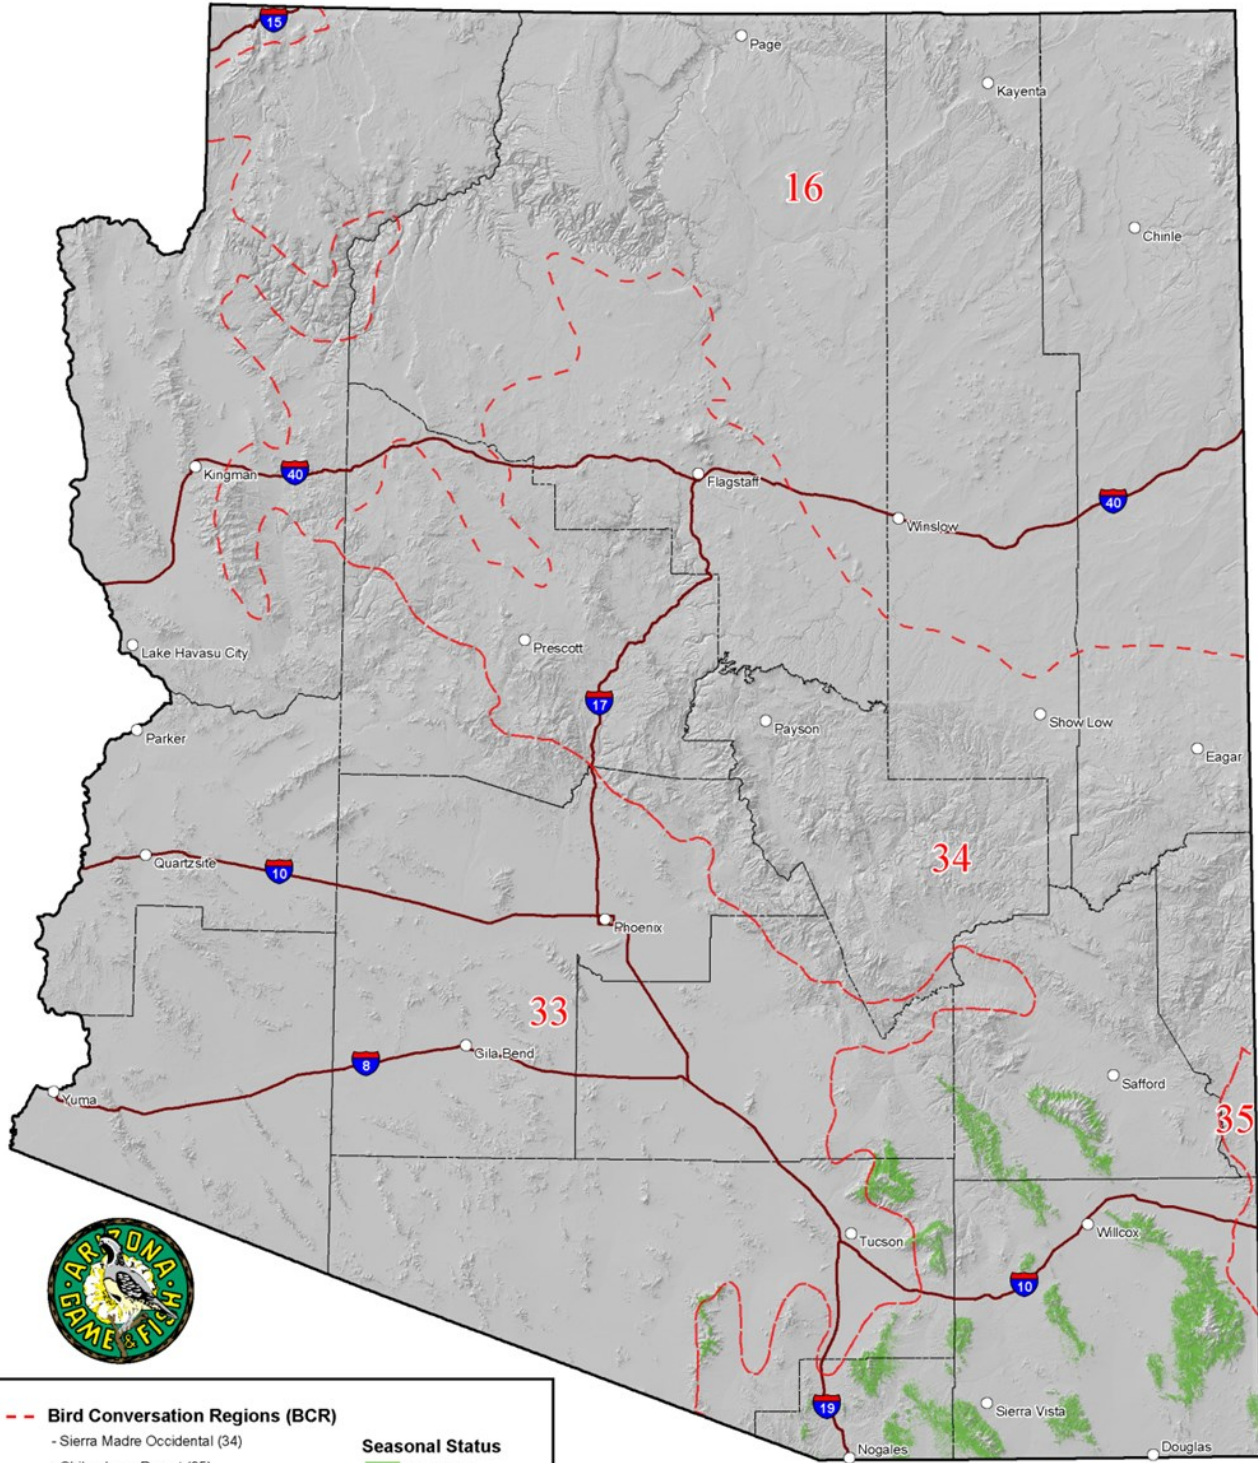 15
Page
Kayenta
16
Chinle
Kingman
40
Flagstaff
40
Winslow
Lake Havasu City
Prescott
17
Payson
Show Low
Eagar
Parker
Quartzsite
10
34
Phoenix
33
Gila Bend
8
Safford
Yuma
35
Willcox
Tucson
10
ARIZONA
GAME & FISH
19
Sierra Vista
Nogales
Douglas
Bird Conversation Regions (BCR)
- Sierra Madre Occidental (34)
Seasonal Status